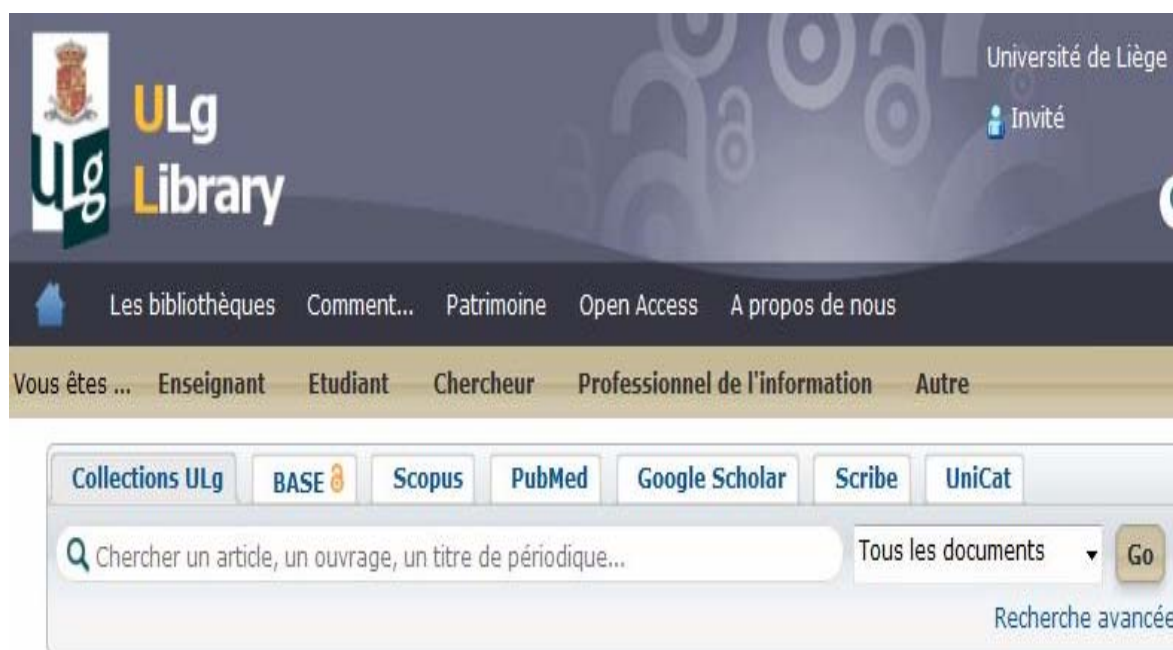 Université de Liège
Invité
ULg
ULg
Library
Les bibliothèques Comment... Patrimoine Open Access A propos de nous
Vous êtes ... Enseignant Etudiant Chercheur Professionnel de l'information Autre
Collections ULg BASE Scopus PubMed Google Scholar Scribe UniCat
Chercher un article, un ouvrage, un titre de périodique... Tous les documents Go
Recherche avancée